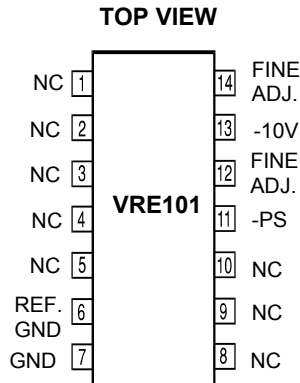 TOP VIEW
NC 1
NC 2
NC 3
NC 4
NC 5
REF.
GND 6
GND 7
VRE101
14 FINE
ADJ.
13 -10V
12 FINE
ADJ.
11 -PS
10 NC
9 NC
8 NC